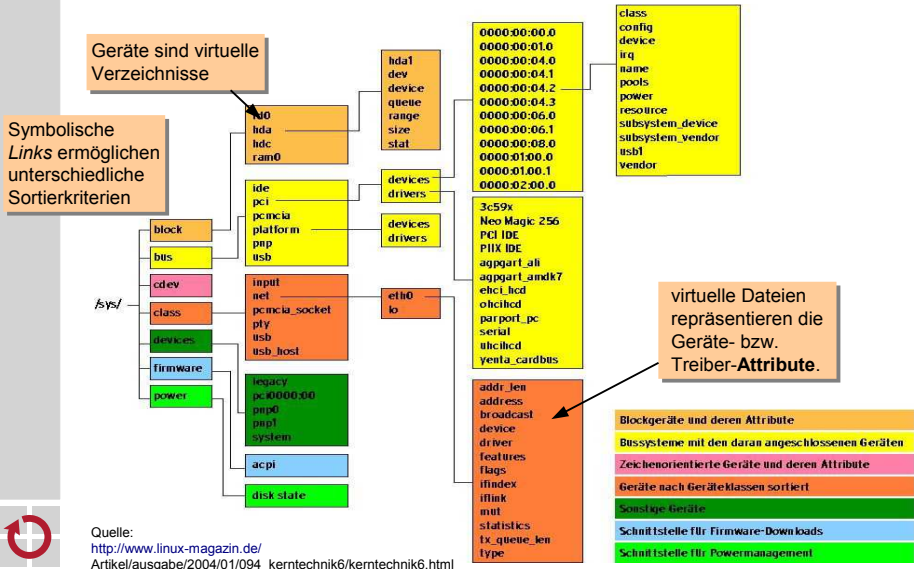 Geräte sind virtuelle
Verzeichnisse
Symbolische
Links ermöglichen
unterschiedliche
Sortierkriterien
/sys/
block
bus
cdev
class
devices
firmware
power
hda
hdc
ram0
hda1
dev
device
queue
range
size
stat
ide
pci
pcmcia
platform
pnp
usb
devices
drivers
devices
drivers
0000:00:00.0
0000:00:01.0
0000:00:04.0
0000:00:04.1
0000:00:04.2
0000:00:04.3
0000:00:06.0
0000:00:06.1
0000:00:08.0
0000:01:00.0
0000:01.00.1
0000:02:00.0
class
config
device
irq
name
pools
power
resource
subsystem_device
subsystem_vendor
usb1
vendor
3c59x
Neo Magic 256
PCI IDE
PIIX IDE
agpgart_ali
agpgart_amdk7
ehci_hcd
ohcihcd
parport_pc
serial
uhcihcd
yenta_cardbus
input
net
pcmcia_socket
pty
usb
usb_host
eth0
lo
addr_len
address
broadcast
device
driver
features
flags
ifindex
iflink
mut
statistics
tx_queue_len
type
legacy
pci0000:00
pnp0
pnp1
system
acpi
disk state
virtuelle Dateien
repräsentieren die
Geräte- bzw.
Treiber-Attribute.
Blockgeräte und deren Attribute
Bussysteme mit den daran angeschlossenen Geräten
Zeichenorientierte Geräte und deren Attribute
Geräte nach Geräteklassen sortiert
Sonstige Geräte
Schnittstelle für Firmware-Downloads
Schnittstelle für Powermanagement
Quelle:
http://www.linux-magazin.de/
Artikel/ausgabe/2004/01/094_kerntechnik6/kerntechnik6.html